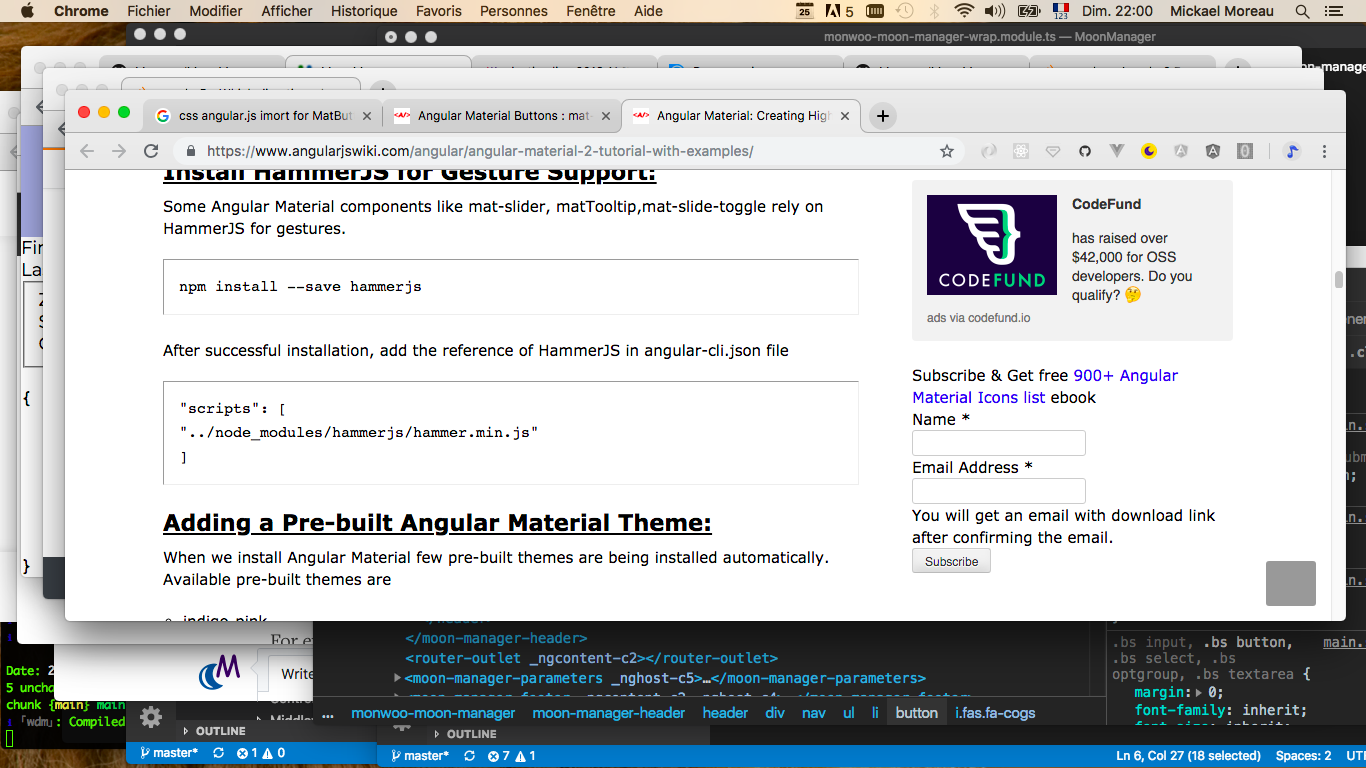 Chrome Fichier Modifier Afficher Historique Favoris Personnes Fenêtre Aide
25 5 123 Dim. 22:00 Mickael Moreau
monwoo-moon-manager-wrap.module.ts — MoonManager
css angular.js imort for MatBut
Angular Material Buttons : mat-
Angular Material: Creating High
https://www.angularjswiki.com/angular/angular-material-2-tutorial-with-examples/
Install HammerJS for Gesture Support:
Some Angular Material components like mat-slider, matTooltip,mat-slide-toggle rely on
HammerJS for gestures.
npm install --save hammerjs
After successful installation, add the reference of HammerJS in angular-cli.json file
"scripts": [
"../node_modules/hammerjs/hammer.min.js"
]
Adding a Pre-built Angular Material Theme:
When we install Angular Material few pre-built themes are being installed automatically.
Available pre-built themes are
indigo-pink
CODEFUND
CodeFund
has raised over
$42,000 for OSS
developers. Do you
qualify? 🤔
ads via codefund.io
Subscribe & Get free 900+ Angular
Material Icons list ebook
Name *
Email Address *
You will get an email with download link
after confirming the email.
Subscribe
Fir
La
{
}
Date: 2
5 uncha
chunk {main} main
｢wdm｣: Compiled
M
Write
OUTLINE
master* 1 0
</moon-manager-header>
<router-outlet _ngcontent-c2></router-outlet>
<moon-manager-parameters _nghost-c5>…</moon-manager-parameters>
... monwoo-moon-manager moon-manager-header header div nav ul li button i.fas.fa-cogs
OUTLINE
master* 7 1
Ln 6, Col 27 (18 selected) Spaces: 2 UT
.bs input, .bs button, main.
.bs select, .bs
optgroup, .bs textarea {
margin: 0;
font-family: inherit;